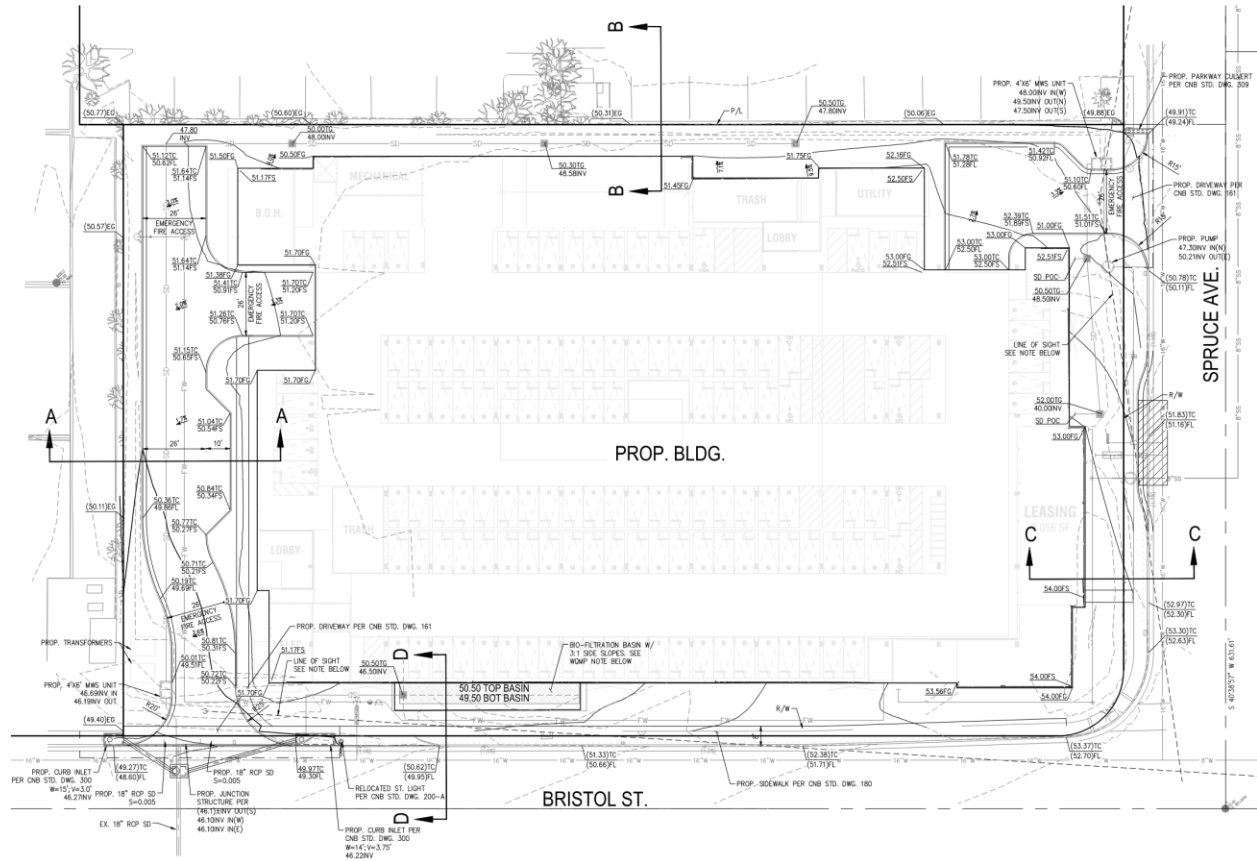 B
PROP. 4'X6' MWS UNIT
48.00INV IN(W)
49.50INV OUT(N)
47.50INV OUT(S)
PROP. PARKWAY CULVERT
PER CNB STD. DWG. 309
(50.77)EG
(50.60)EG
(50.31)EG
P/L
50.50TG
47.80INV
(50.06)EG
(49.88)EG
(49.91)TC
(49.24)FL
47.80
INV
50.00TG
48.00INV
51.12TC
50.62FL
51.50FG
50.50FG
50.30TG
48.58INV
51.75FG
52.16FG
51.78TC
51.28FL
51.42TC
50.92FL
R15'
51.64TC
51.14FS
51.17FS
MECHANICAL
B
51.45FG
52.50FS
51.10TC
50.60FL
PROP. DRIVEWAY PER
CNB STD. DWG. 161
26'
EMERGENCY
FIRE ACCESS
B.O.H.
TRASH
UTILITY
26'
EMERGENCY
FIRE ACCESS
(50.57)EG
LOBBY
52.39TC
51.89FS
51.00FG
51.51TC
51.01FS
R15'
51.64TC
51.14FS
51.70FG
53.00FG
PROP. PUMP
47.30INV IN(N)
50.21INV OUT(E)
51.38FG
51.41TC
50.91FS
51.70TC
51.20FS
53.00FG
52.51FS
53.00TC
52.50FL
53.00TC
52.50FS
52.51FS
SD POC
(50.78)TC
(50.11)FL
26'
EMERGENCY
FIRE ACCESS
51.26TC
50.76FS
51.70TC
51.20FS
50.50TG
48.50INV
SPRUCE AVE.
51.15TC
50.65FS
LINE OF SIGHT
SEE NOTE BELOW
51.70FG
51.70FG
R/W
A
A
51.04TC
50.54FS
52.00TG
40.00INV
(51.83)TC
(51.16)FL
SD POC
53.00FG
26'
10'
PROP. BLDG.
50.84TC
50.34FS
8"SS
(50.11)EG
50.36TC
49.86FL
50.77TC
50.27FS
TRASH
LEASING
056 SF
LOBBY
C
C
50.71TC
50.21FS
50.19TC
49.69FL
51.70FG
54.00FS
(52.97)TC
(52.30)FL
26'
EMERGENCY
FIRE ACCESS
PROP. DRIVEWAY PER CNB STD. DWG. 161
BIO-FILTRATION BASIN W/
3:1 SIDE SLOPES. SEE
WQMP NOTE BELOW
(53.30)TC
(52.63)FL
PROP. TRANSFORMERS
50.81TC
50.31FS
51.17FS
LINE OF SIGHT
SEE NOTE BELOW
D
50.01TC
49.51FL
50.72TC
50.22FS
PROP. 4'X6' MWS UNIT
46.69INV IN
46.19INV OUT
51.70FG
50.50TG
46.50INV
50.50 TOP BASIN
49.50 BOT BASIN
53.56FG
54.00FS
54.00FG
S 40°38'57" W 631.61'
(49.40)EG
R20'
R25'
R/W
(49.27)TC
(48.60)FL
49.97TC
49.30FL
(50.62)TC
(49.95)FL
(51.33)TC
(50.66)FL
(52.38)TC
(51.71)FL
(53.37)TC
(52.70)FL
PROP. CURB INLET
PER CNB STD. DWG. 300
W=15'; V=3.0'
46.27INV
PROP. 18" RCP SD
S=0.005
PROP. 18" RCP SD
S=0.005
RELOCATED ST. LIGHT
PER CNB STD. DWG. 200-A
PROP. SIDEWALK PER CNB STD. DWG. 180
PROP. JUNCTION
STRUCTURE PER
(46.1)±INV OUT(S)
46.10INV IN(W)
46.10INV IN(E)
BRISTOL ST.
D
EX. 18" RCP SD
PROP. CURB INLET PER
CNB STD. DWG. 300
W=14'; V=3.75'
46.22INV